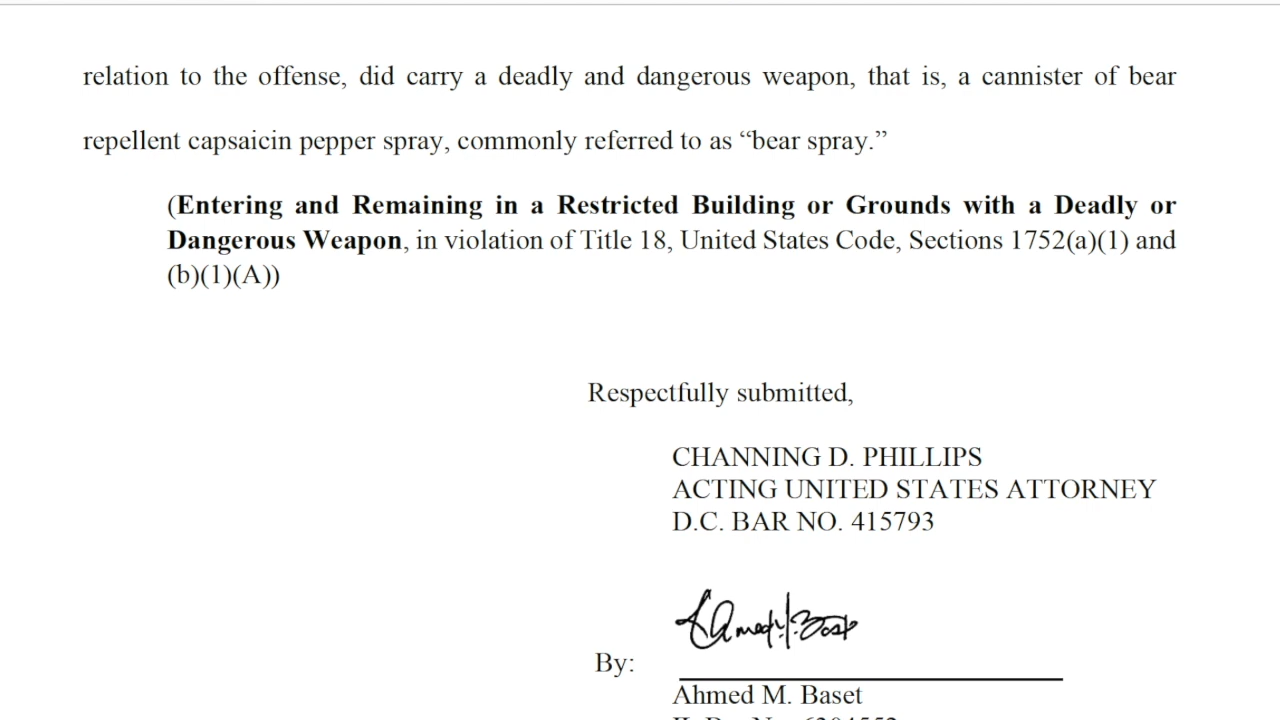 relation to the offense, did carry a deadly and dangerous weapon, that is, a cannister of bear
repellent capsaicin pepper spray, commonly referred to as “bear spray.”
(Entering and Remaining in a Restricted Building or Grounds with a Deadly or
Dangerous Weapon, in violation of Title 18, United States Code, Sections 1752(a)(1) and
(b)(1)(A))
Respectfully submitted,
CHANNING D. PHILLIPS
ACTING UNITED STATES ATTORNEY
D.C. BAR NO. 415793
By:
Ahmed M. Baset